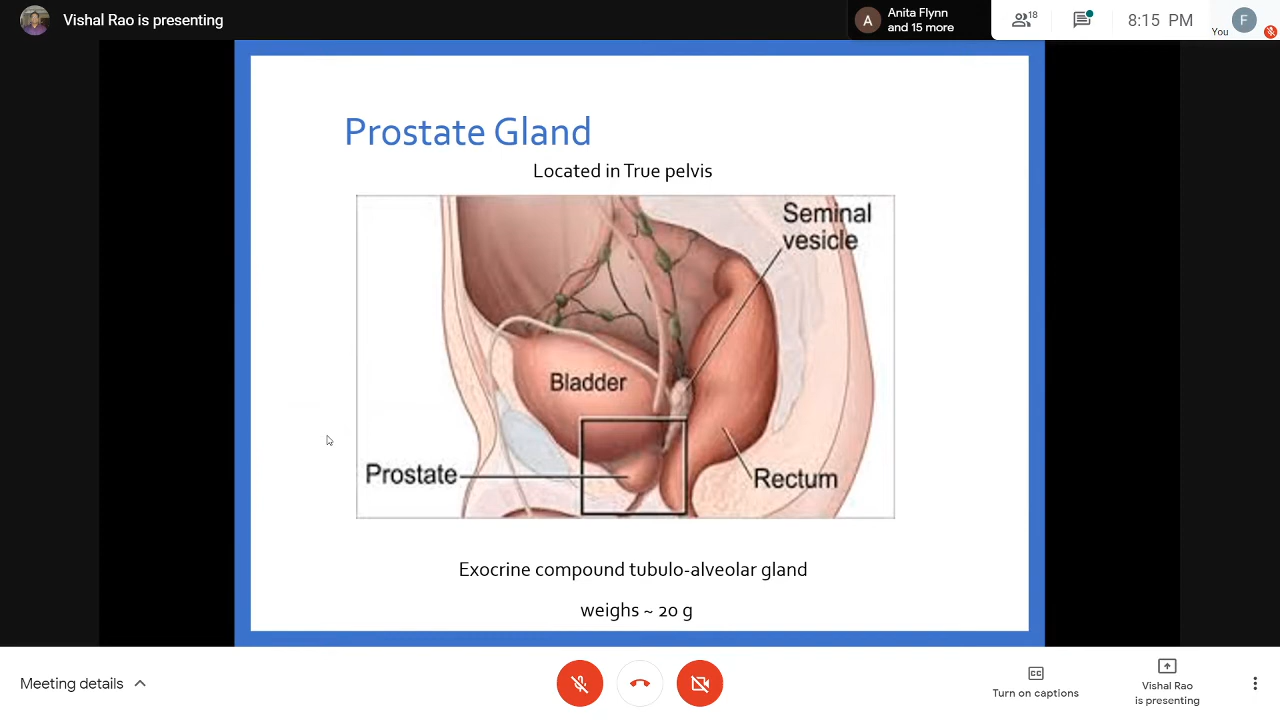 Vishal Rao is presenting
A
Anita Flynn
and 15 more
18
8:15 PM
You
F
Prostate Gland
Located in True pelvis
Seminal
vesicle
Bladder
Prostate
Rectum
Exocrine compound tubulo-alveolar gland
weighs ~ 20 g
Meeting details
CC
Turn on captions
Vishal Rao
is presenting